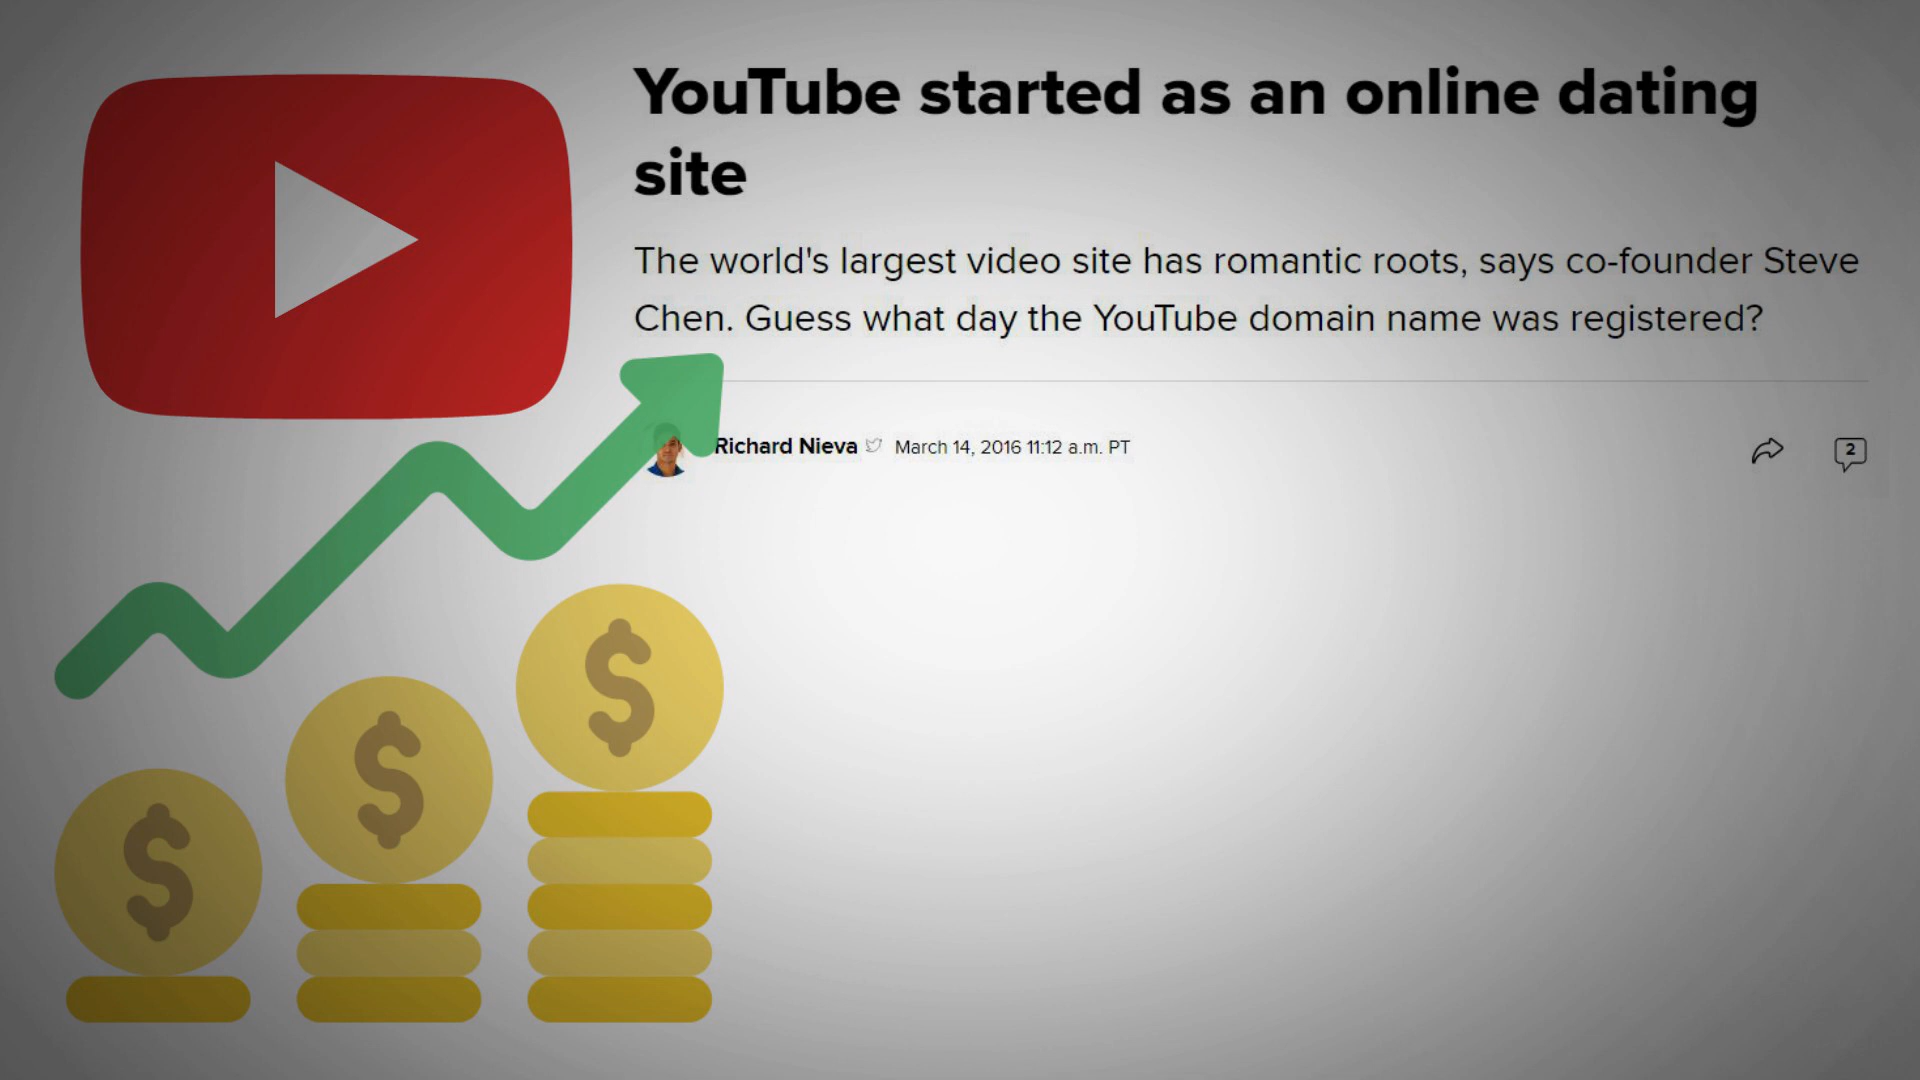 YouTube started as an online dating
site
The world's largest video site has romantic roots, says co-founder Steve
Chen. Guess what day the YouTube domain name was registered?
Richard Nieva March 14, 2016 11:12 a.m. PT
2
$
$
$